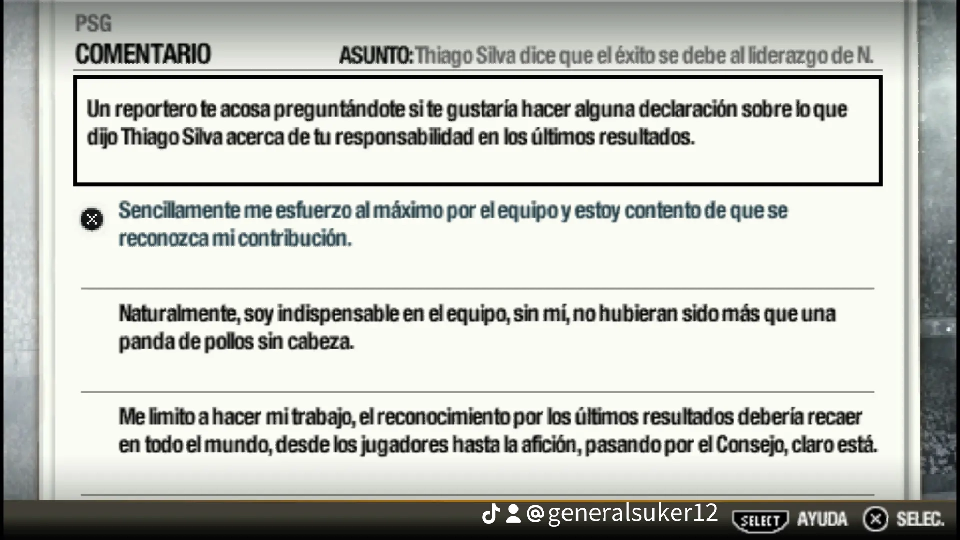 PSG
COMENTARIO
ASUNTO: Thiago Silva dice que el éxito se debe al liderazgo de N.
Un reportero te acosa preguntándote si te gustaría hacer alguna declaración sobre lo que
dijo Thiago Silva acerca de tu responsabilidad en los últimos resultados.
Sencillamente me esfuerzo al máximo por el equipo y estoy contento de que se
reconozca mi contribución.
Naturalmente, soy indispensable en el equipo, sin mí, no hubieran sido más que una
panda de pollos sin cabeza.
Me limito a hacer mi trabajo, el reconocimiento por los últimos resultados debería recaer
en todo el mundo, desde los jugadores hasta la afición, pasando por el Consejo, claro está.
@generalsuker12
SELECT AYUDA X SELEC.